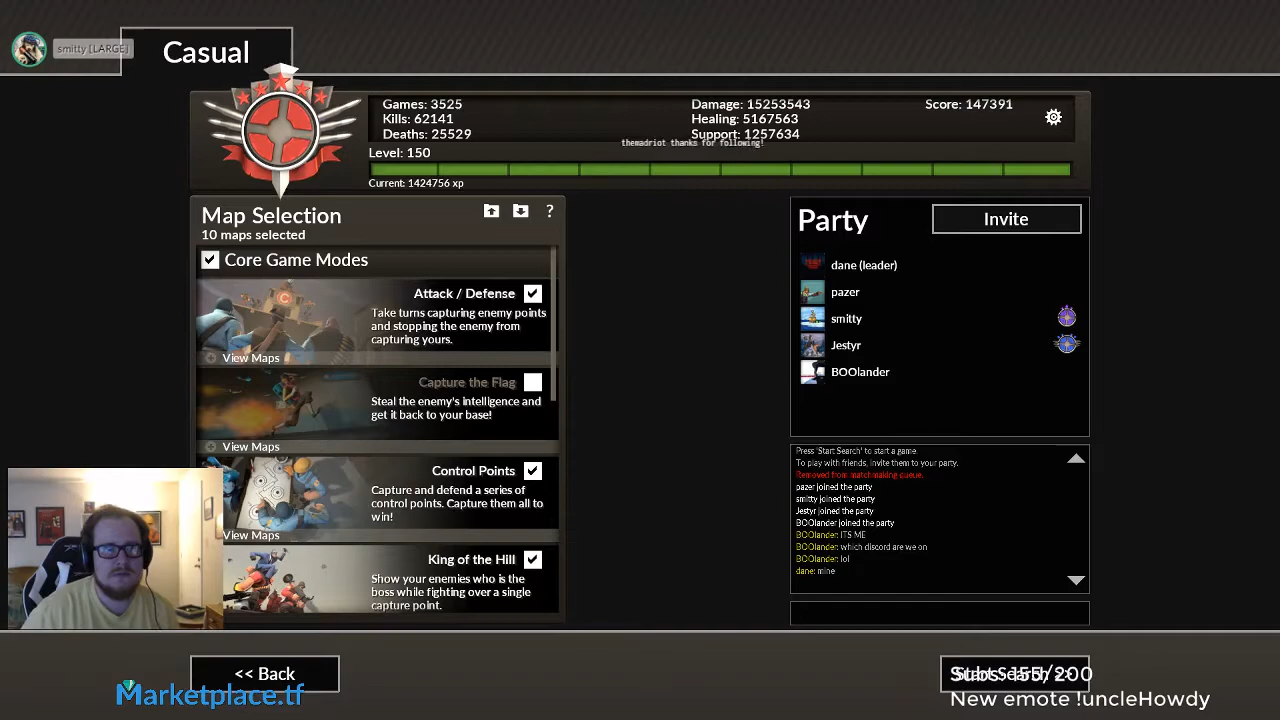 smitty [LARGE]
Casual
Games: 3525
Kills: 62141
Deaths: 25529
Damage: 15253543
Healing: 5167563
Support: 1257634
Score: 147391
themadriot thanks for following!
Level: 150
Current: 1424756 xp
Map Selection
10 maps selected
?
Core Game Modes
Attack / Defense
Take turns capturing enemy points
and stopping the enemy from
capturing yours.
View Maps
Capture the Flag
Steal the enemy's intelligence and
get it back to your base!
View Maps
Control Points
Capture and defend a series of
control points. Capture them all to
win!
View Maps
King of the Hill
Show your enemies who is the
boss while fighting over a single
capture point.
Party
Invite
dane (leader)
pazer
smitty
Jestyr
BOOlander
Press 'Start Search' to start a game.
To play with friends, invite them to your party.
Removed from matchmaking queue.
pazer joined the party
smitty joined the party
Jestyr joined the party
BOOlander joined the party
BOOlander: ITS ME
BOOlander: which discord are we on
BOOlander: lol
dane: mine
<< Back
Start Search >>
Subs: 155/200
New emote !uncleHowdy
Marketplace.tf